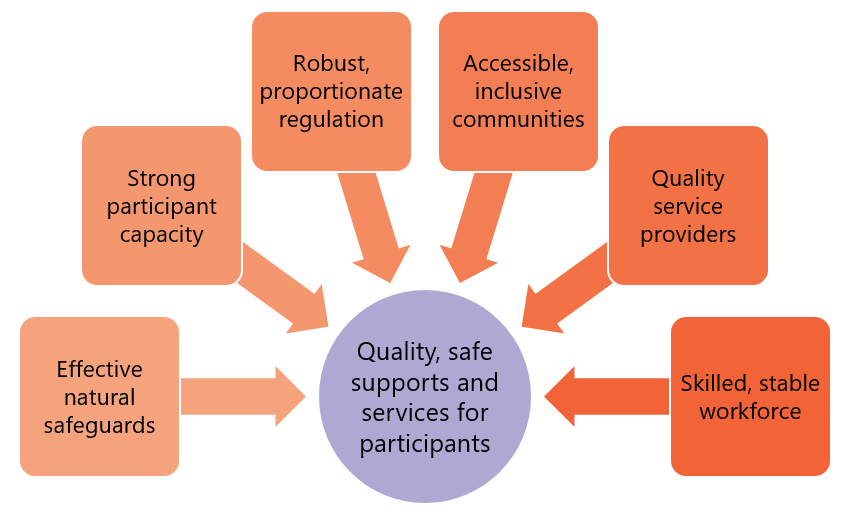 Robust,
proportionate
regulation
Accessible,
inclusive
communities
Strong
participant
capacity
Quality
service
providers
Effective
natural
safeguards
Quality, safe
supports and
services for
participants
Skilled, stable
workforce